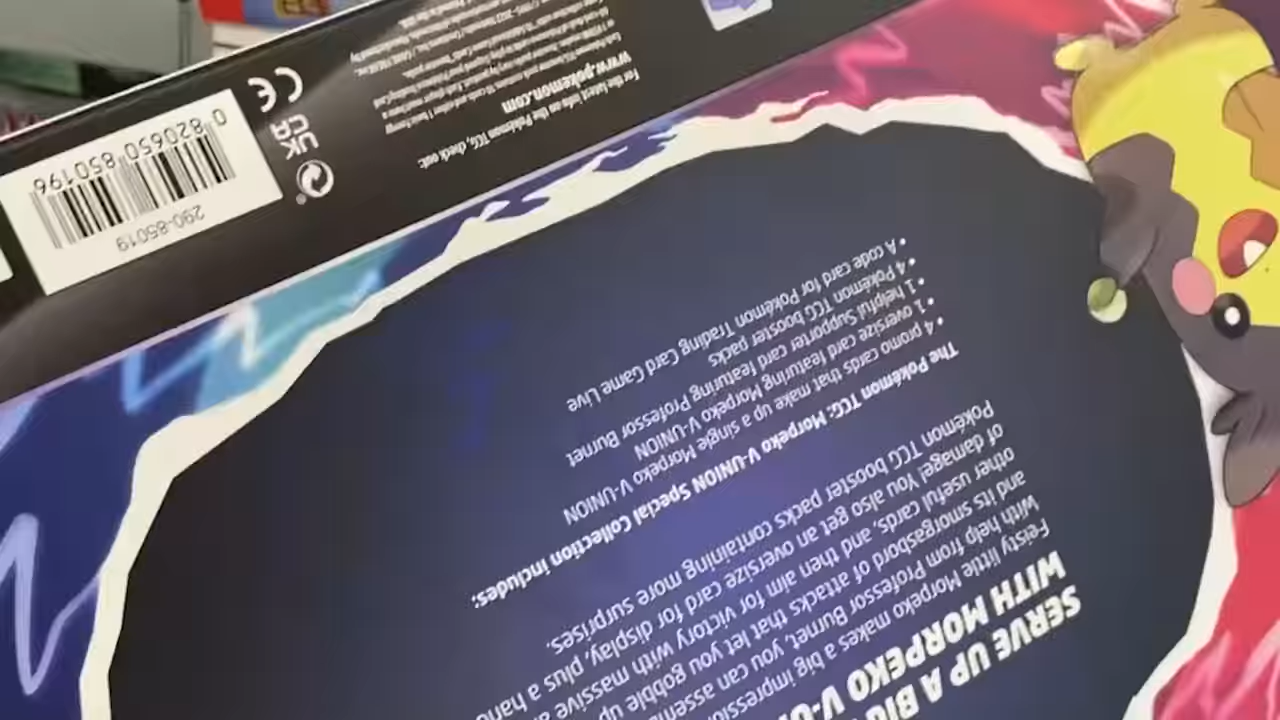 SERVE UP A BIG
WITH MORPEKO V-U
Feisty little Morpeko makes a big impression
with help from Professor Burnet, you can assem
and its smorgasbord of attacks that let you gobble up
other useful cards, and then aim for victory with massive a
of damage! You also get an oversize card for display, plus a hand
Pokémon TCG booster packs containing more surprises.
The Pokémon TCG: Morpeko V-UNION Special Collection includes:
• 4 promo cards that make up a single Morpeko V-UNION
• 1 oversize card featuring Morpeko V-UNION
• 1 helpful Supporter card featuring Professor Burnet
• 4 Pokémon TCG booster packs
• A code card for Pokémon Trading Card Game Live
For the latest info on the Pokémon TCG, check out:
www.pokemon.com
CE
UK
CA
290-85019
0 820650 850196